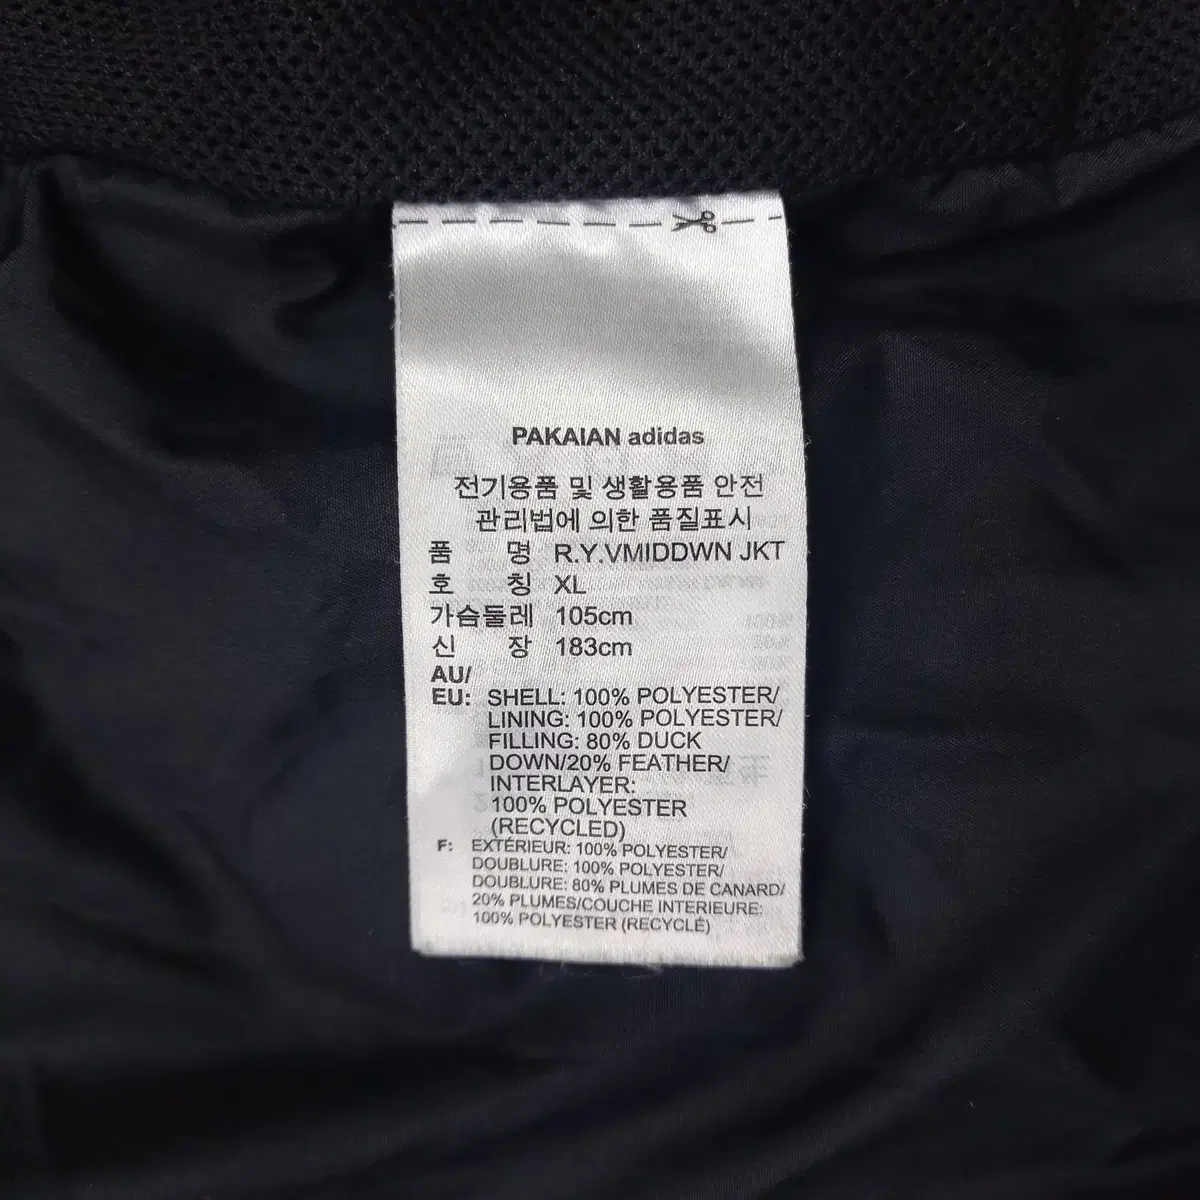 PAKAIAN adidas
전기용품 및 생활용품 안전
관리법에 의한 품질표시
품 명 R.Y.VMIDDWN JKT
호 칭 XL
가슴둘레 105cm
신 장 183cm
AU/
EU: SHELL: 100% POLYESTER/
LINING: 100% POLYESTER/
FILLING: 80% DUCK
DOWN/20% FEATHER/
INTERLAYER:
100% POLYESTER
(RECYCLED)
F: EXTÉRIEUR: 100% POLYESTER/
DOUBLURE: 100% POLYESTER/
DOUBLURE: 80% PLUMES DE CANARD/
20% PLUMES/COUCHE INTERIEURE:
100% POLYESTER (RECYCLÉ)